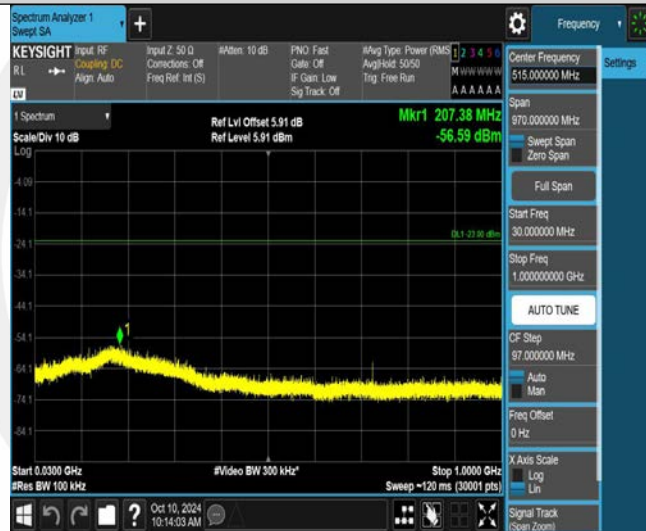 Spectrum Analyzer 1
Swept SA
+
Frequency
Settings
KEYSIGHT
RL
Input: RF
Coupling: DC
Align: Auto
Input Z: 50 Ω
Corrections: Off
Freq Ref: Int (S)
#Atten: 10 dB
PNO: Fast
Gate: Off
IF Gain: Low
Sig Track: Off
#Avg Type: Power (RMS
Avg|Hold: 50/50
Trig: Free Run
1 2 3 4 5 6
M W W W W W
A A A A A A
LNI
1 Spectrum
Scale/Div 10 dB
Log
Ref Lvl Offset 5.91 dB
Ref Level 5.91 dBm
Mkr1 207.38 MHz
-56.59 dBm
-4.09
-14.1
-24.1
-34.1
-44.1
-54.1
-64.1
-74.1
-84.1
DL1 -23.00 dBm
1
Start 0.0300 GHz
#Res BW 100 kHz
#Video BW 300 kHz*
Stop 1.0000 GHz
Sweep ~120 ms (30001 pts)
Center Frequency
515.000000 MHz
Span
970.000000 MHz
Swept Span
Zero Span
Full Span
Start Freq
30.000000 MHz
Stop Freq
1.000000000 GHz
AUTO TUNE
CF Step
97.000000 MHz
Auto
Man
Freq Offset
0 Hz
X Axis Scale
Log
Lin
Signal Track
(Span Zoom)
?
Oct 10, 2024
10:14:03 AM